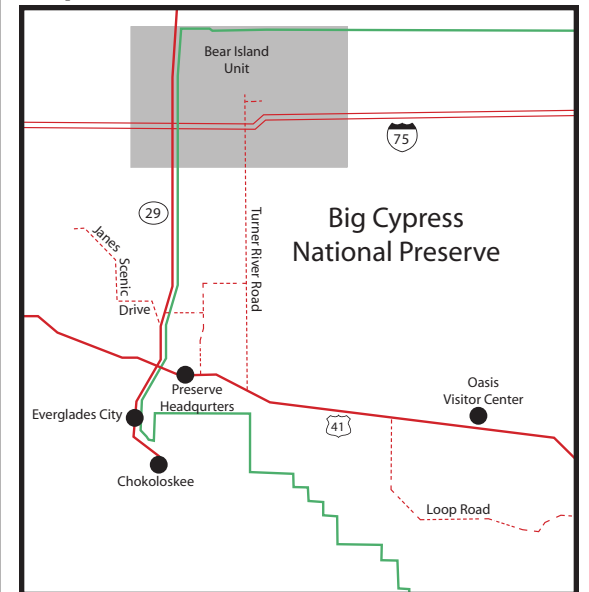 Bear Island
Unit
75
29
Janes
Scenic
Drive
Turner River Road
Big Cypress
National Preserve
Preserve
Headqurters
Oasis
Visitor Center
Everglades City
41
Chokoloskee
Loop Road